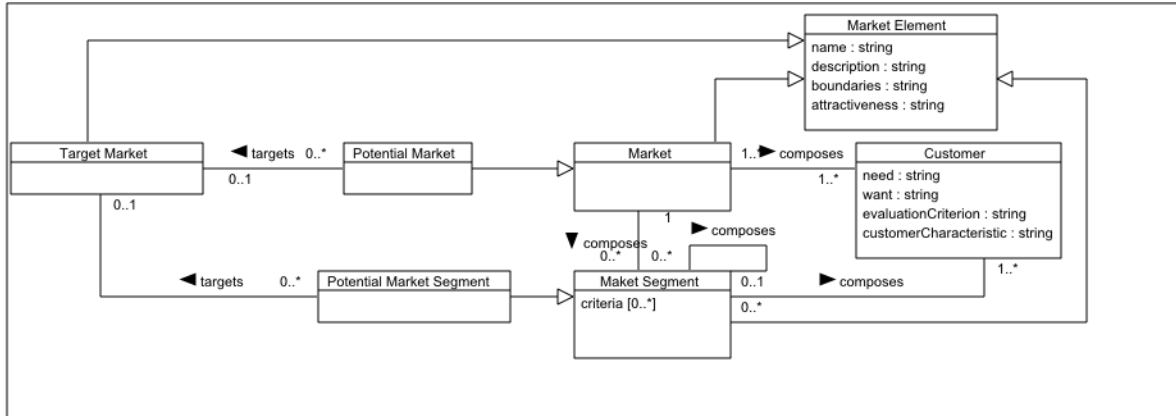 Market Element
name : string
description : string
boundaries : string
attractiveness : string
Target Market
targets 0..*
0..1
0..1
Potential Market
Market
1..*
composes
1..*
1
Customer
need : string
want : string
evaluationCriterion : string
customerCharacteristic : string
1..*
composes
0..*
0..*
composes
targets
0..*
Potential Market Segment
Maket Segment
criteria [0..*]
0..1
0..*
composes